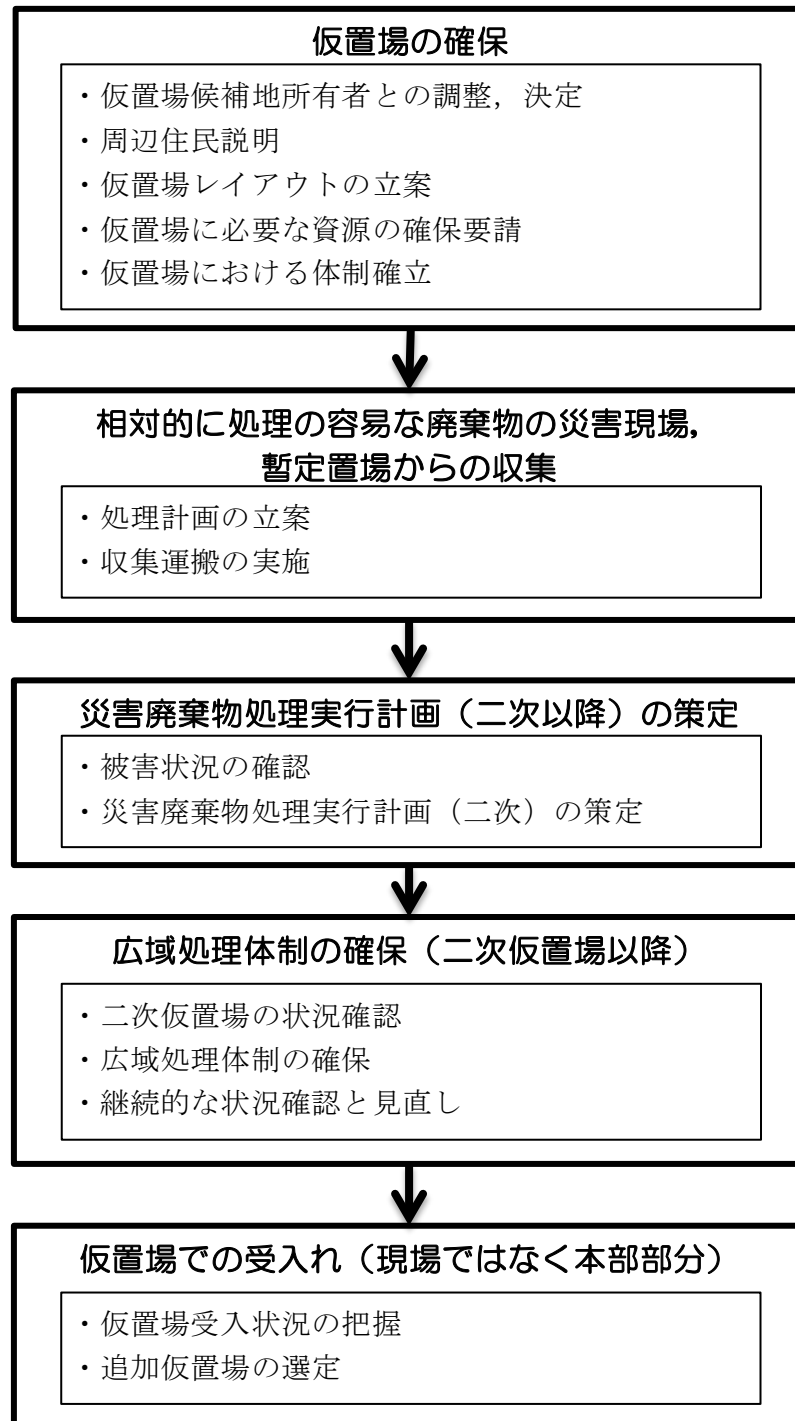 仮置場の確保
・仮置場候補地所有者との調整，決定
・周辺住民説明
・仮置場レイアウトの立案
・仮置場に必要な資源の確保要請
・仮置場における体制確立
相対的に処理の容易な廃棄物の災害現場，
暫定置場からの収集
・処理計画の立案
・収集運搬の実施
災害廃棄物処理実行計画（二次以降）の策定
・被害状況の確認
・災害廃棄物処理実行計画（二次）の策定
広域処理体制の確保（二次仮置場以降）
・二次仮置場の状況確認
・広域処理体制の確保
・継続的な状況確認と見直し
仮置場での受入れ（現場ではなく本部部分）
・仮置場受入状況の把握
・追加仮置場の選定